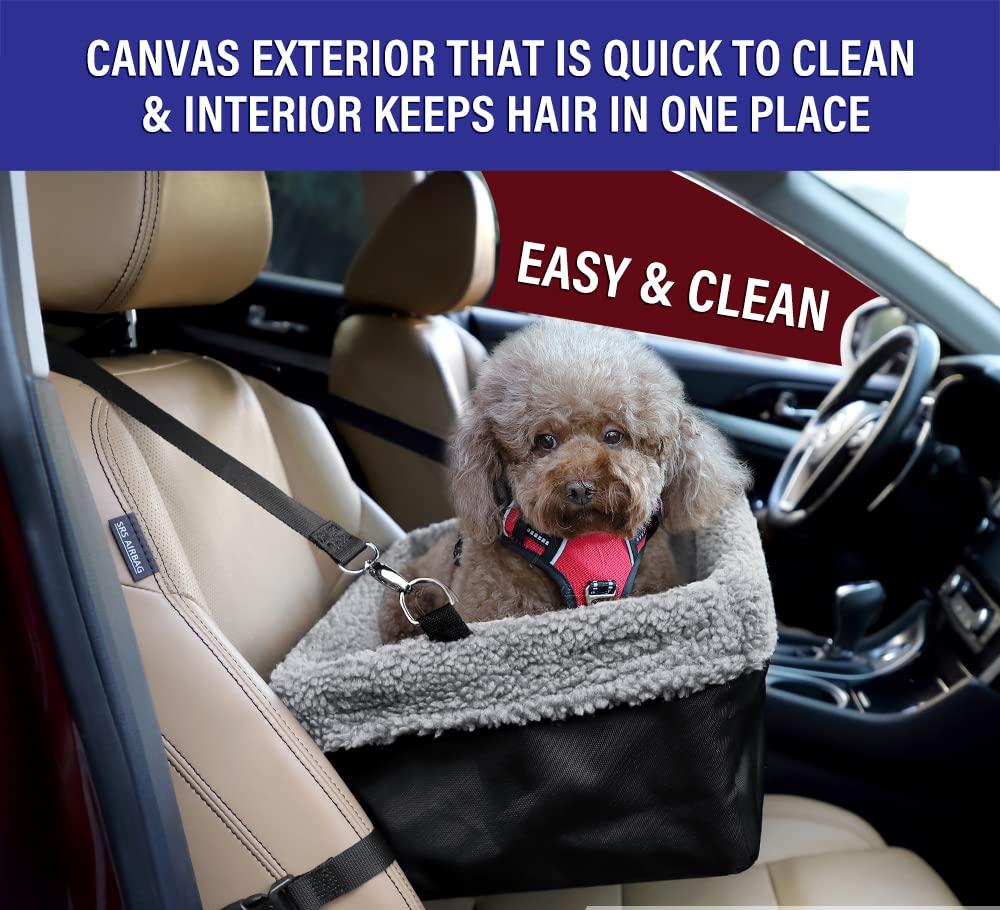 CANVAS EXTERIOR THAT IS QUICK TO CLEAN
& INTERIOR KEEPS HAIR IN ONE PLACE
EASY & CLEAN
SRS AIRBAG